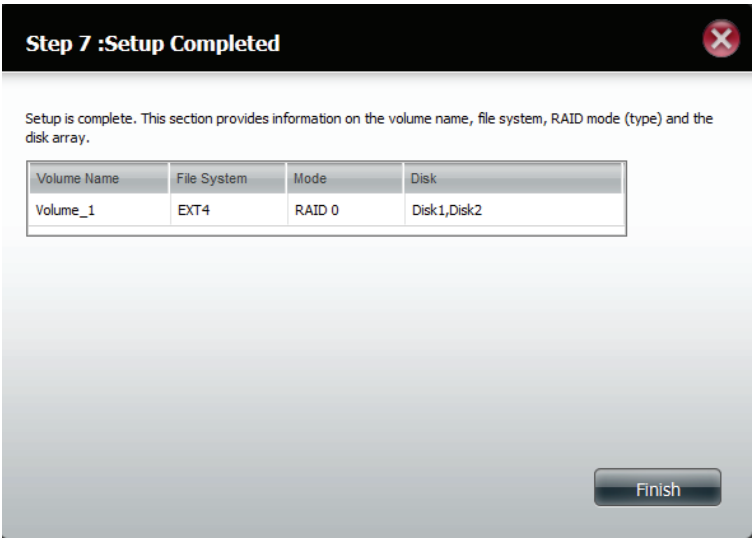 Step 7 :Setup Completed
Setup is complete. This section provides information on the volume name, file system, RAID mode (type) and the
disk array.
Volume Name File System Mode Disk
Volume_1 EXT4 RAID 0 Disk1,Disk2
Finish